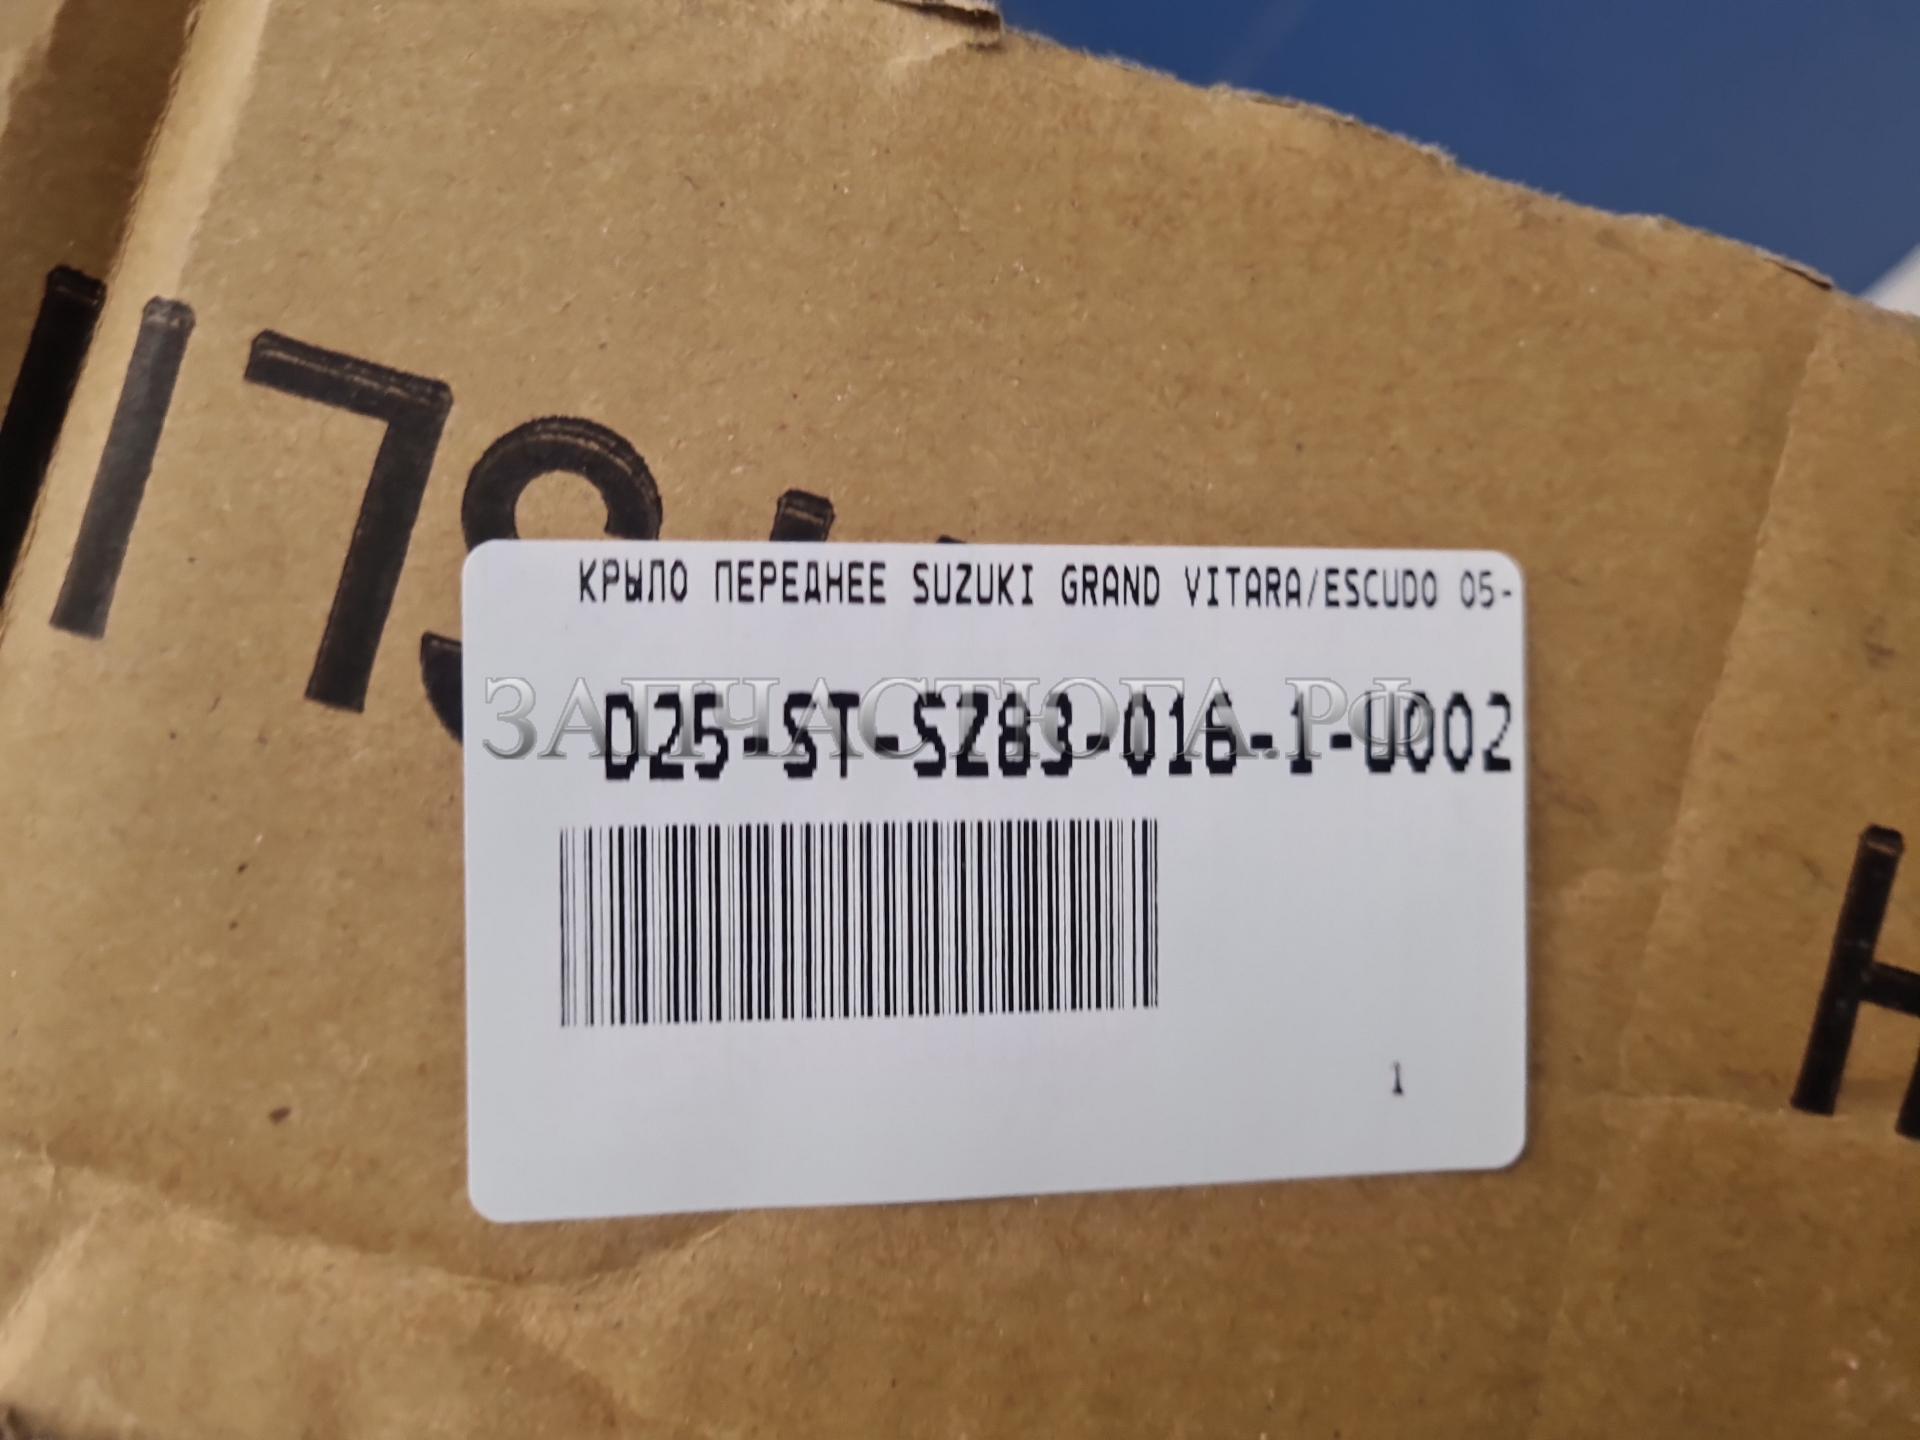 КРЫЛО ПЕРЕДНЕЕ SUZUKI GRAND VITARA/ESCUDO 05-
ЗАПЧАСТЮГА.РФ
D25-ST-SZ83-016-1-U002
1